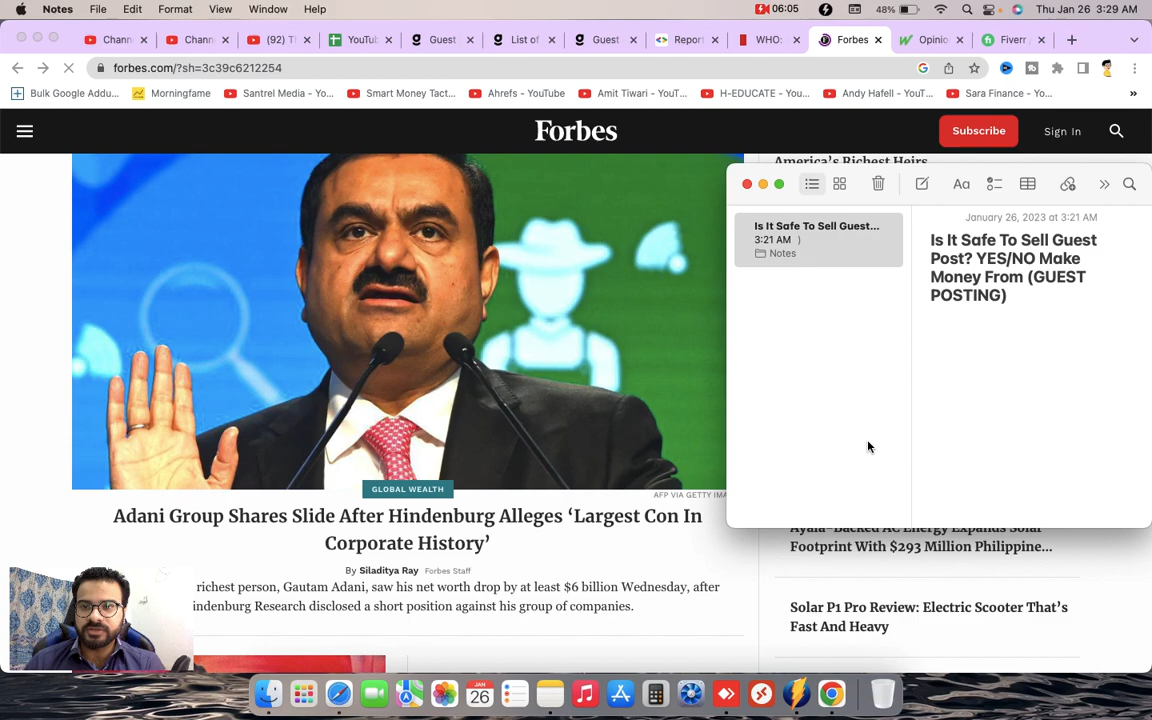 Notes File Edit Format View Window Help 06:05 48% Thu Jan 26 3:29 AM
Chann Chann (92) T YouTub Guest List of Guest Report WHO: Forbes Opinio Fiverr
forbes.com/?sh=3c39c6212254
Bulk Google Addu... Morningfame Santrel Media - Yo... Smart Money Tact... Ahrefs - YouTube Amit Tiwari - YouT... H-EDUCATE - You... Andy Hafell - YouT... Sara Finance - Yo... »
Forbes
Subscribe
Sign In
America's Richest Heirs
January 26, 2023 at 3:21 AM
Is It Safe To Sell Guest...
3:21 AM )
Notes
Is It Safe To Sell Guest
Post? YES/NO Make
Money From (GUEST
POSTING)
GLOBAL WEALTH
AFP VIA GETTY IMA
Adani Group Shares Slide After Hindenburg Alleges ‘Largest Con In
Corporate History’
By Siladitya Ray Forbes Staff
richest person, Gautam Adani, saw his net worth drop by at least $6 billion Wednesday, after
indenburg Research disclosed a short position against his group of companies.
Ayala-Backed AC Energy Expands Solar
Footprint With $293 Million Philippine...
Solar P1 Pro Review: Electric Scooter That’s
Fast And Heavy
JAN
26